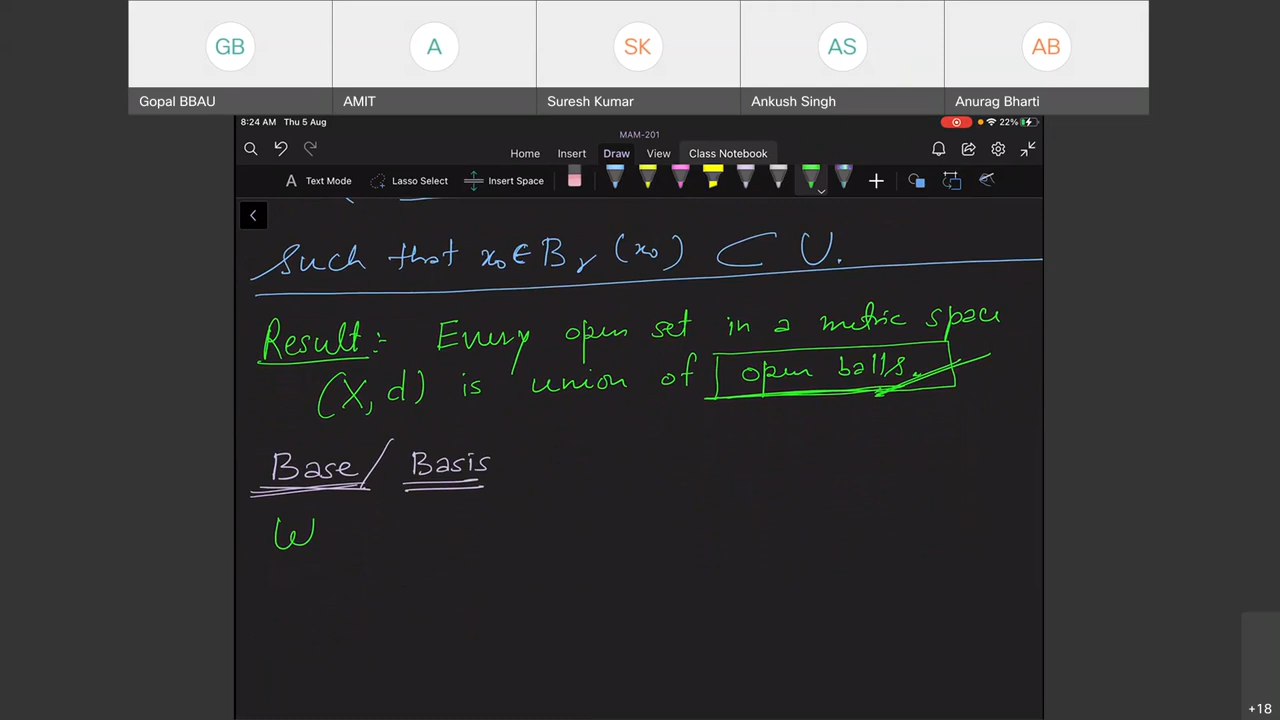 GB A SK AS AB
Gopal BBAU AMIT Suresh Kumar Ankush Singh Anurag Bharti
8:24 AM Thu 5 Aug 22%
MAM-201
Home Insert Draw View Class Notebook
A Text Mode Lasso Select Insert Space
such that x₀ ∈ Bᵣ (x₀) ⊂ U.
Result:- Every open set in a metric space
(X, d) is union of open balls.
Base / Basis
W
+18